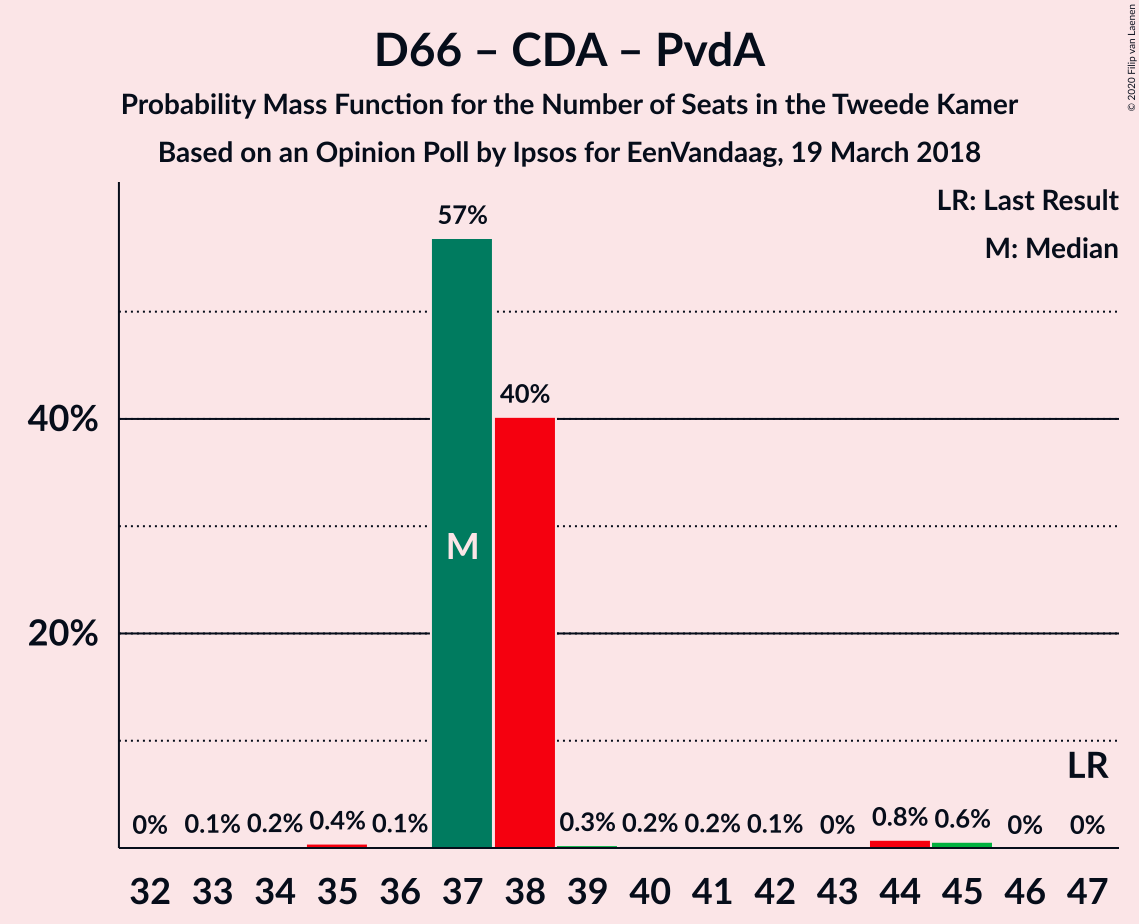 D66 – CDA – PvdA
Probability Mass Function for the Number of Seats in the Tweede Kamer
Based on an Opinion Poll by Ipsos for EenVandaag, 19 March 2018
© 2020 Filip van Laenen
LR: Last Result
M: Median
57%
40%
40%
M
20%
LR
0% 0.1% 0.2% 0.4% 0.1% 0.3% 0.2% 0.2% 0.1% 0% 0.8% 0.6% 0% 0%
32 33 34 35 36 37 38 39 40 41 42 43 44 45 46 47